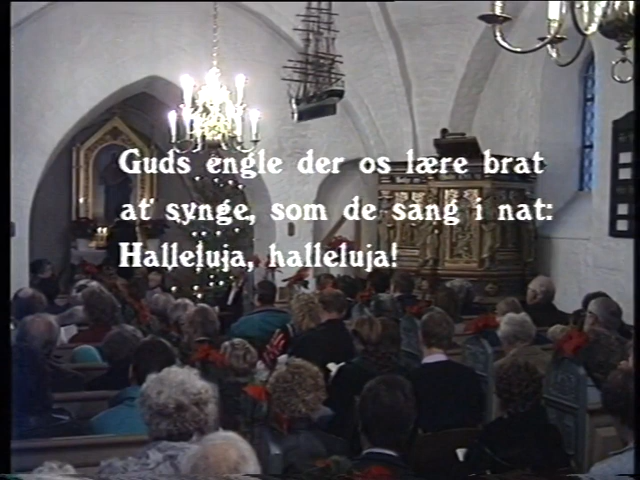 Guds engle der os lære brat
at synge, som de sang i nat:
Halleluja, halleluja!